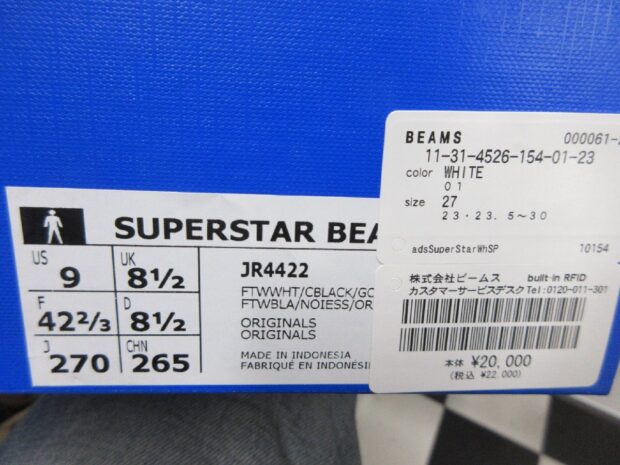 BEAMS 000061-
11-31-4526-154-01-23
color WHITE
01
size 27
23・23.5~30
adsSuperStarWhSP 10154
株式会社ビームス built-in RFID
カスタマーサービスデスク Tel:0120-011-301
本体 ¥20,000
(税込 ¥22,000)
SUPERSTAR BEA
US 9 UK 8½
F 42⅔ D 8½
J 270 CHN 265
JR4422
FTWWHT/CBLACK/GO
FTWBLA/NOIESS/OR
ORIGINALS
ORIGINALS
MADE IN INDONESIA
FABRIQUÉ EN INDONÉSI